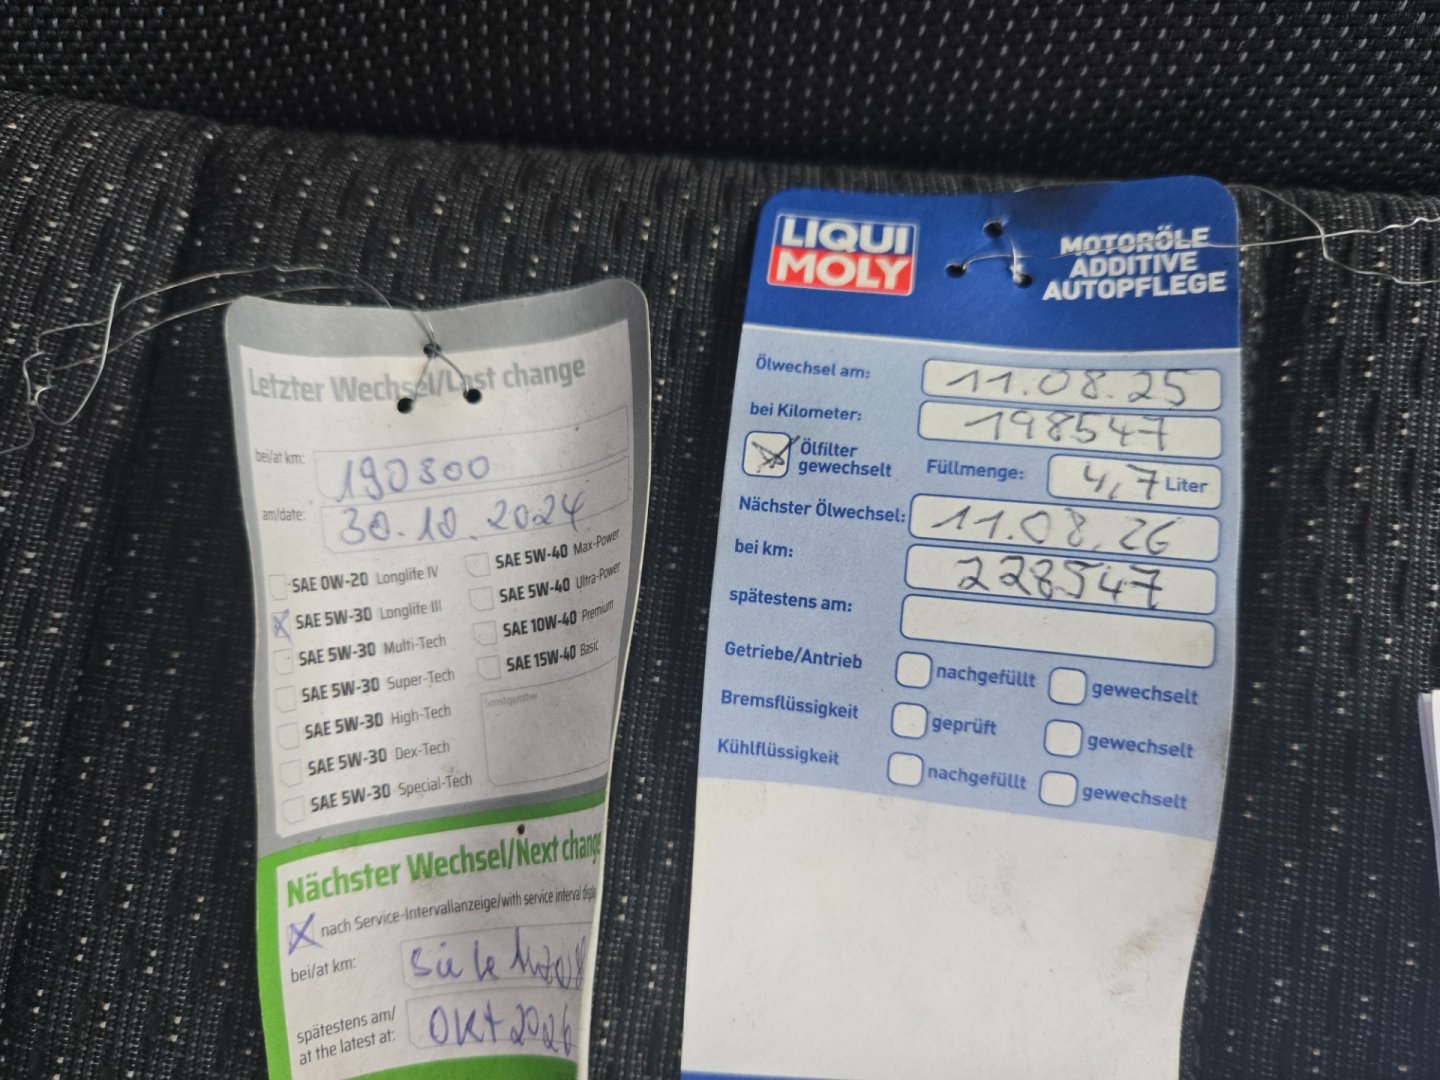 Letzter Wechsel/Last change
bei/at km: 190300
am/date: 30.10.2024
SAE 0W-20 Longlife IV
SAE 5W-30 Longlife III
SAE 5W-30 Multi-Tech
SAE 5W-30 Super-Tech
SAE 5W-30 High-Tech
SAE 5W-30 Dex-Tech
SAE 5W-30 Special-Tech
SAE 5W-40 Max-Power
SAE 5W-40 Ultra-Power
SAE 10W-40 Premium
SAE 15W-40 Basic
Sonstige/other
Nächster Wechsel/Next change
nach Service-Intervallanzeige/with service interval
bei/at km:
spätestens am/
at the latest at: Okt 2026
LIQUI
MOLY
MOTORÖLE
ADDITIVE
AUTOPFLEGE
Ölwechsel am: 11.08.25
bei Kilometer: 198547
Ölfilter
gewechselt
Füllmenge: 4,7 Liter
Nächster Ölwechsel: 11.08.26
bei km: 228547
spätestens am:
Getriebe/Antrieb nachgefüllt gewechselt
Bremsflüssigkeit geprüft gewechselt
Kühlflüssigkeit nachgefüllt gewechselt